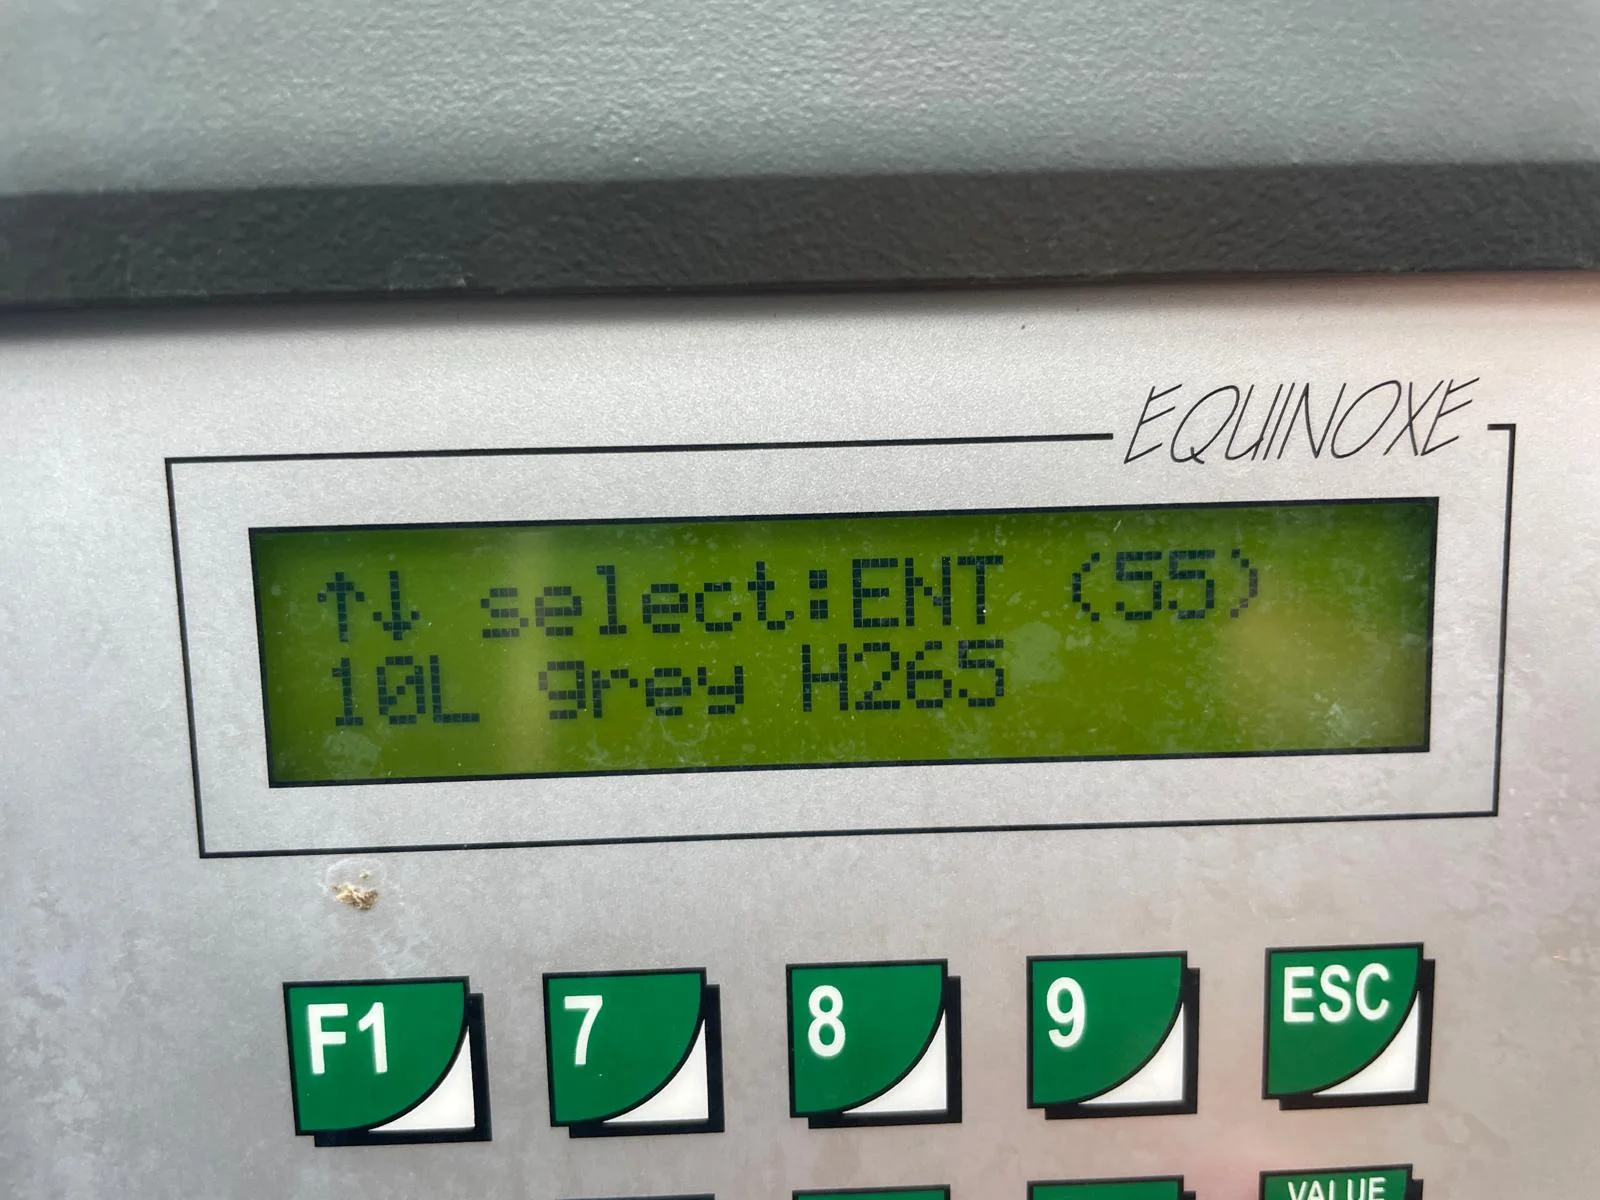 EQUINOXE
↑↓ select:ENT (55)
10L grey H265
F1 7 8 9 ESC
VALUE